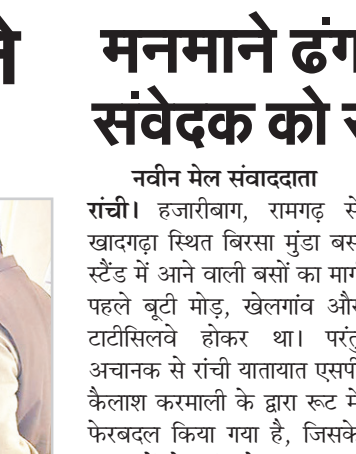 मनमाने ढंग
संवेदक को
नवीन मेल संवाददाता
रांची। हजारीबाग, रामगढ़ से
खादगढ़ा स्थित बिरसा मुंडा बस
स्टैंड में आने वाली बसों का मार्ग
पहले बूटी मोड़, खेलगांव और
टाटीसिलवे होकर था। परंतु
अचानक से रांची यातायात एसपी
कैलाश करमाली के द्वारा रूट में
फेरबदल किया गया है, जिसके